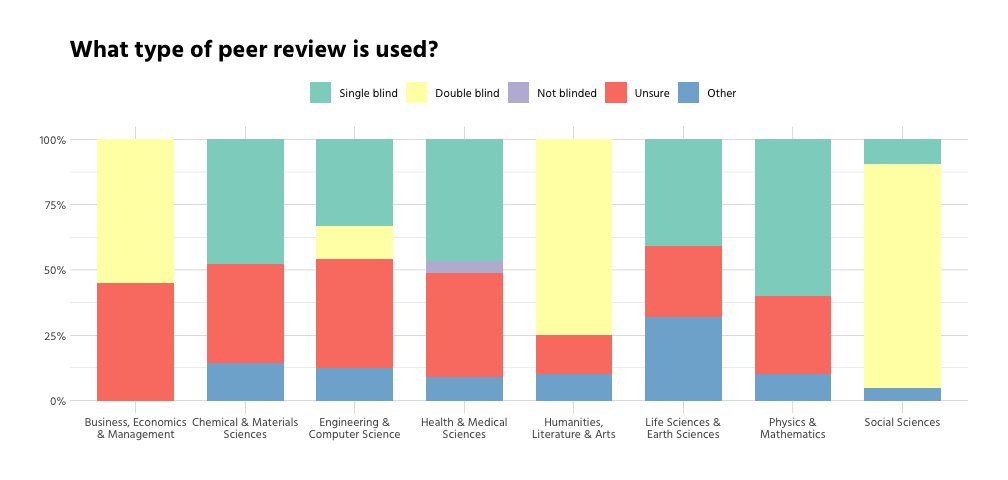 What type of peer review is used?
Single blind Double blind Not blinded Unsure Other
100%
75%
50%
25%
0%
Business, Economics
& Management
Chemical & Materials
Sciences
Engineering &
Computer Science
Health & Medical
Sciences
Humanities,
Literature & Arts
Life Sciences &
Earth Sciences
Physics &
Mathematics
Social Sciences